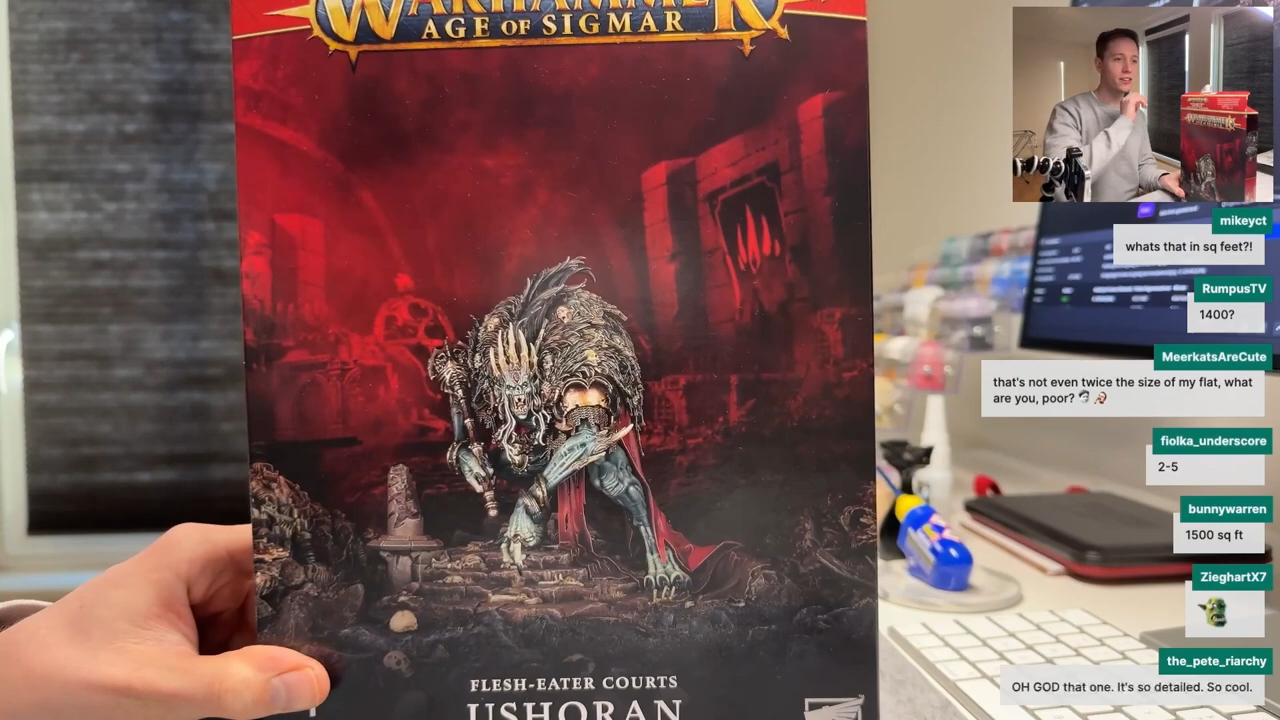 WARHAMMER
AGE OF SIGMAR
FLESH-EATER COURTS
USHORAN
mikeyct
whats that in sq feet?!
RumpusTV
1400?
MeerkatsAreCute
that's not even twice the size of my flat, what
are you, poor?
fiolka_underscore
2-5
bunnywarren
1500 sq ft
ZieghartX7
the_pete_riarchy
OH GOD that one. It's so detailed. So cool.